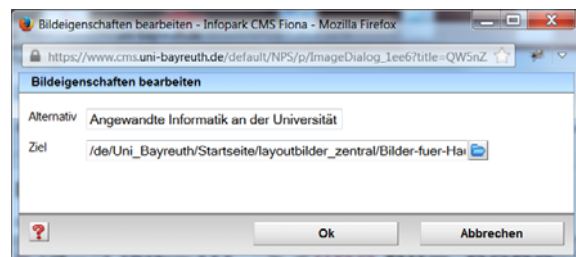 Bildeigenschaften bearbeiten - Infopark CMS Fiona - Mozilla Firefox
https://www.cms.uni-bayreuth.de/default/NPS/p/ImageDialog_1ee6?title=QW5nZ
Bildeigenschaften bearbeiten
Alternativ Angewandte Informatik an der Universität
Ziel /de/Uni_Bayreuth/Startseite/layoutbilder_zentral/Bilder-fuer-Hau
? Ok Abbrechen